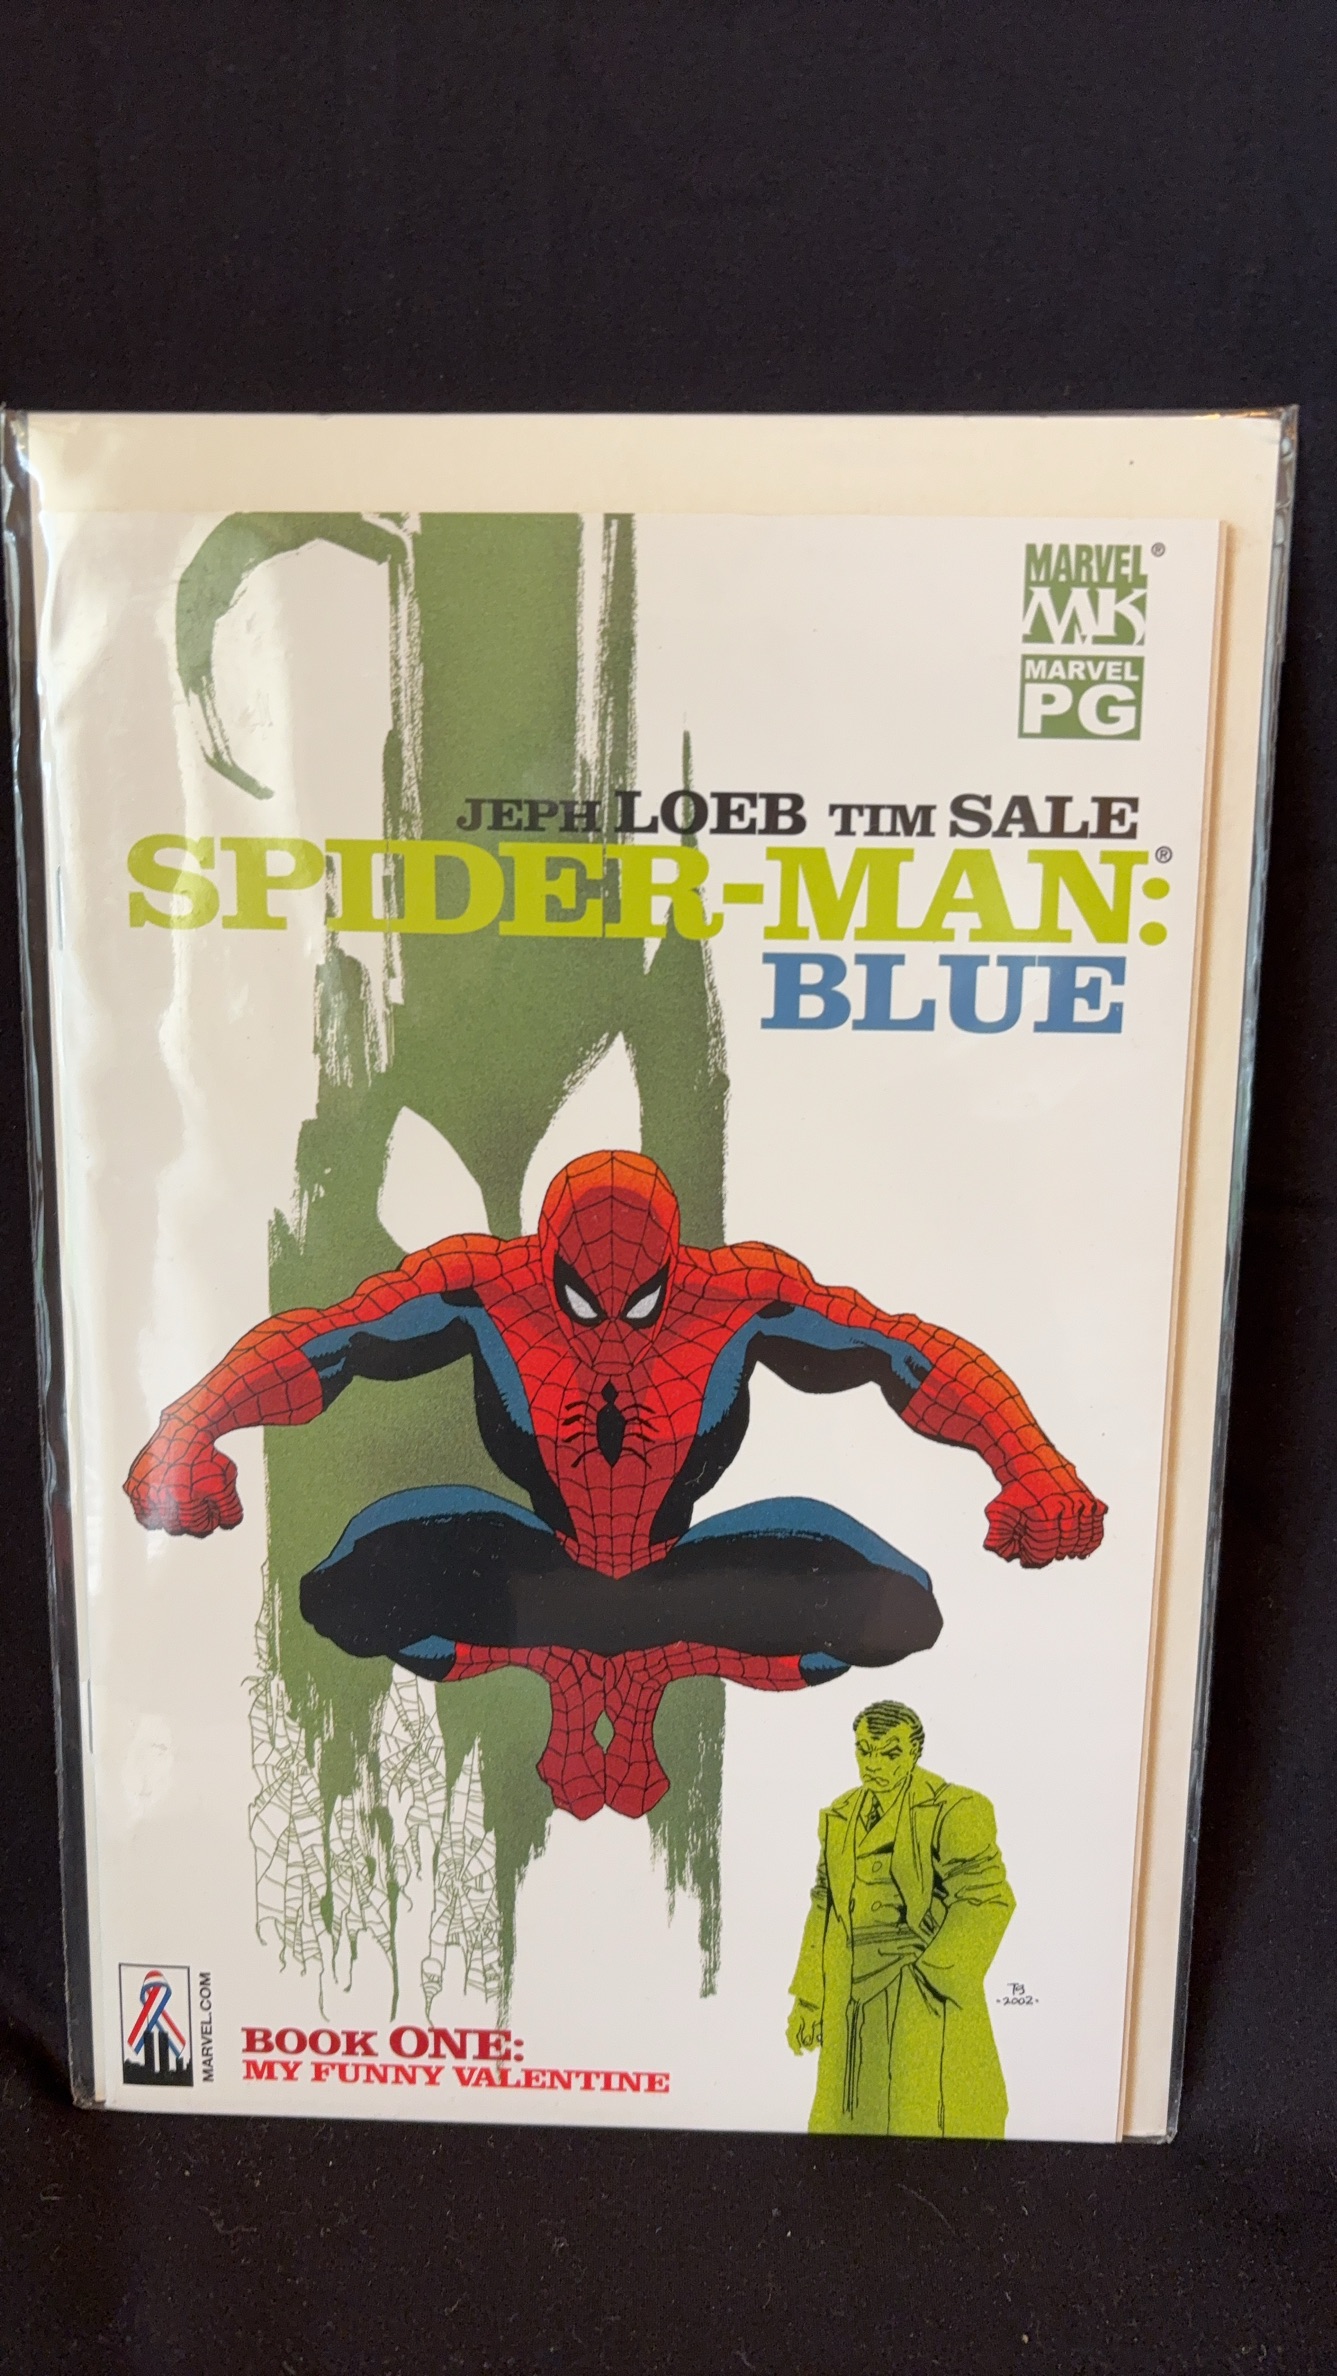 MARVEL ®
MK
MARVEL
PG
JEPH LOEB TIM SALE
SPIDER-MAN: ®
BLUE
TS
·2002·
MARVEL.COM
BOOK ONE:
MY FUNNY VALENTINE